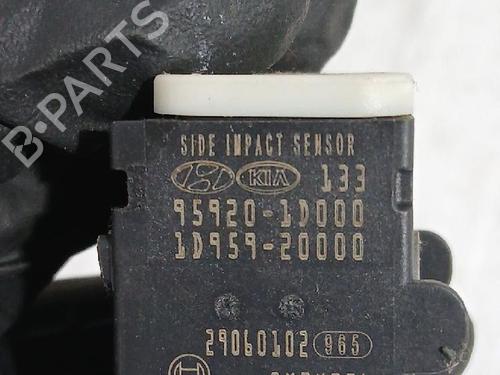 B-PARTS
SIDE IMPACT SENSOR
KIA 133
95920-1D000
1D959-20000
29060102 965